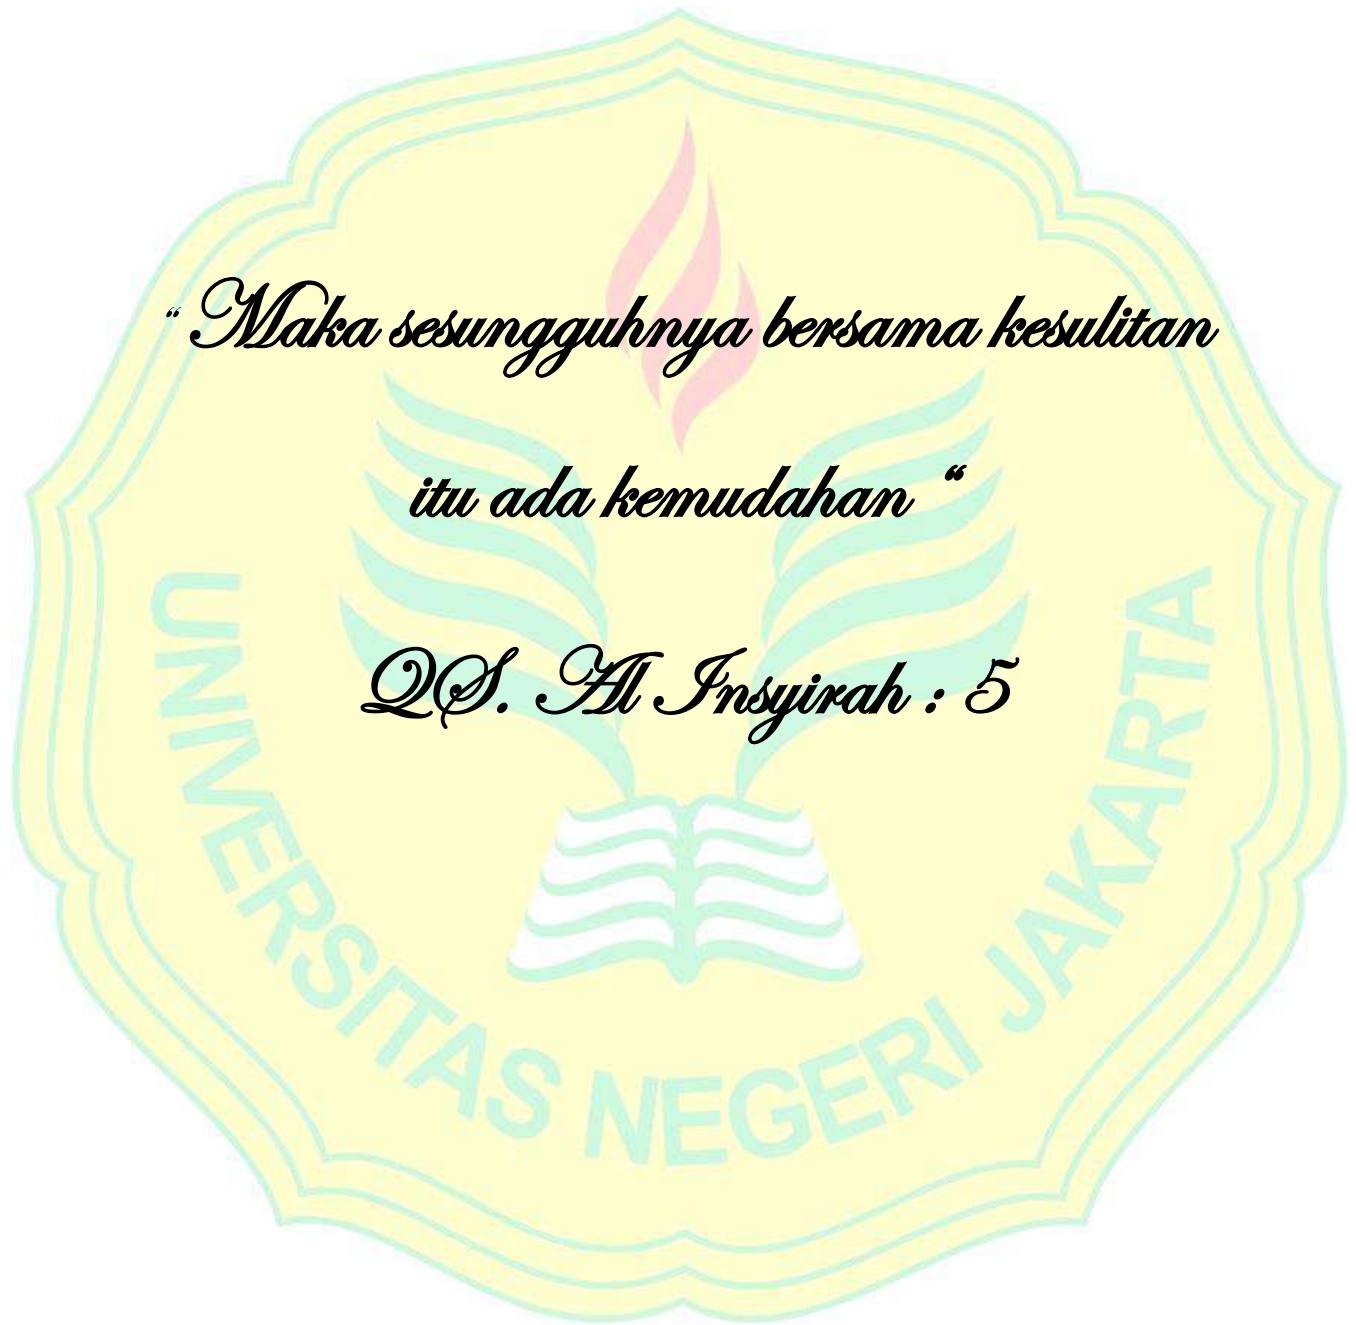 “ Maka sesungguhnya bersama kesulitan
itu ada kemudahan “
QS. Al Insyirah : 5
UNIVERSITAS NEGERI JAKARTA